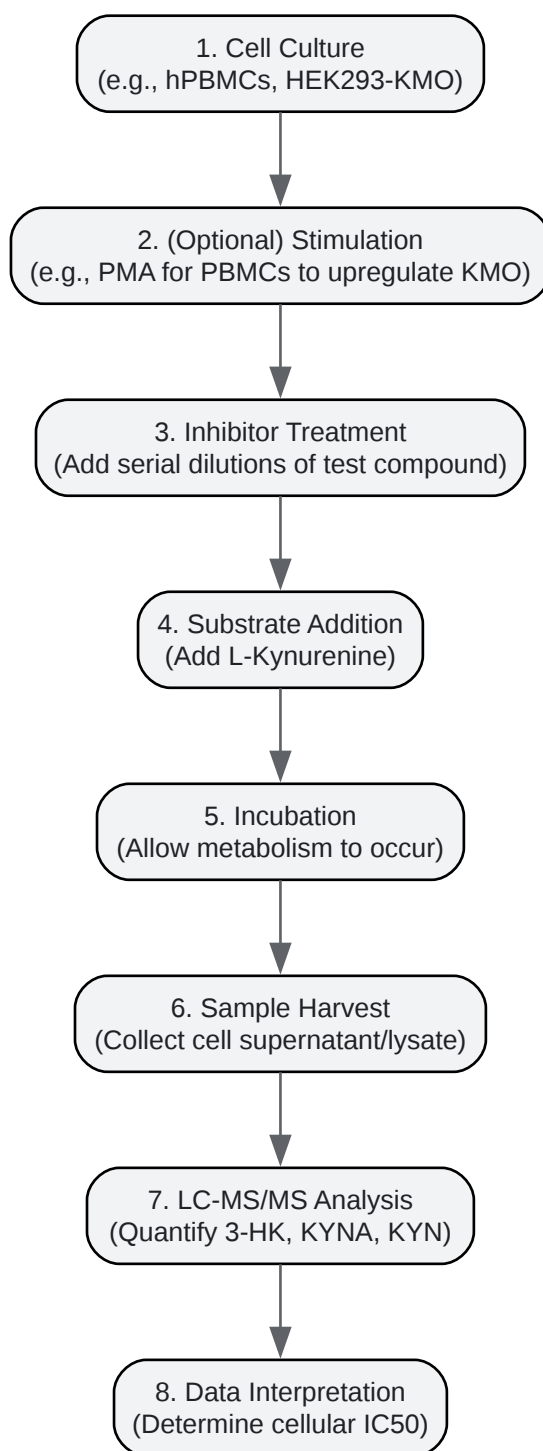 1. Cell Culture
(e.g., hPBMCs, HEK293-KMO)
2. (Optional) Stimulation
(e.g., PMA for PBMCs to upregulate KMO)
3. Inhibitor Treatment
(Add serial dilutions of test compound)
4. Substrate Addition
(Add L-Kynurenine)
5. Incubation
(Allow metabolism to occur)
6. Sample Harvest
(Collect cell supernatant/lysate)
7. LC-MS/MS Analysis
(Quantify 3-HK, KYNA, KYN)
8. Data Interpretation
(Determine cellular IC50)